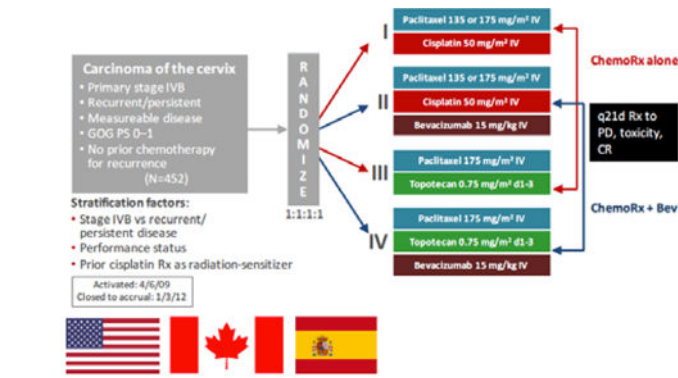 Carcinoma of the cervix
• Primary stage IVB
• Recurrent/persistent
• Measureable disease
• GOG PS 0–1
• No prior chemotherapy
for recurrence
(N=452)
Stratification factors:
• Stage IVB vs recurrent/
persistent disease
• Performance status
• Prior cisplatin Rx as radiation-sensitizer
Activated: 4/6/09
Closed to accrual: 1/3/12
RANDOMIZE
1:1:1:1
I
Paclitaxel 135 or 175 mg/m² IV
Cisplatin 50 mg/m² IV
II
Paclitaxel 135 or 175 mg/m² IV
Cisplatin 50 mg/m² IV
Bevacizumab 15 mg/kg IV
III
Paclitaxel 175 mg/m² IV
Topotecan 0.75 mg/m² d1-3
IV
Paclitaxel 175 mg/m² IV
Topotecan 0.75 mg/m² d1-3
Bevacizumab 15 mg/kg IV
ChemoRx alone
q21d Rx to
PD, toxicity,
CR
ChemoRx + Bev